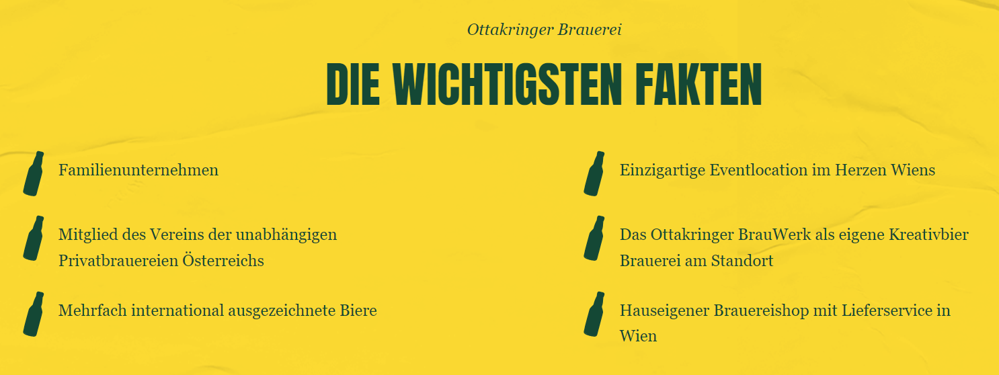 Ottakringer Brauerei
DIE WICHTIGSTEN FAKTEN
Familienunternehmen
Mitglied des Vereins der unabhängigen
Privatbrauereien Österreichs
Mehrfach international ausgezeichnete Biere
Einzigartige Eventlocation im Herzen Wiens
Das Ottakringer BrauWerk als eigene Kreativbier
Brauerei am Standort
Hauseigener Brauereishop mit Lieferservice in
Wien